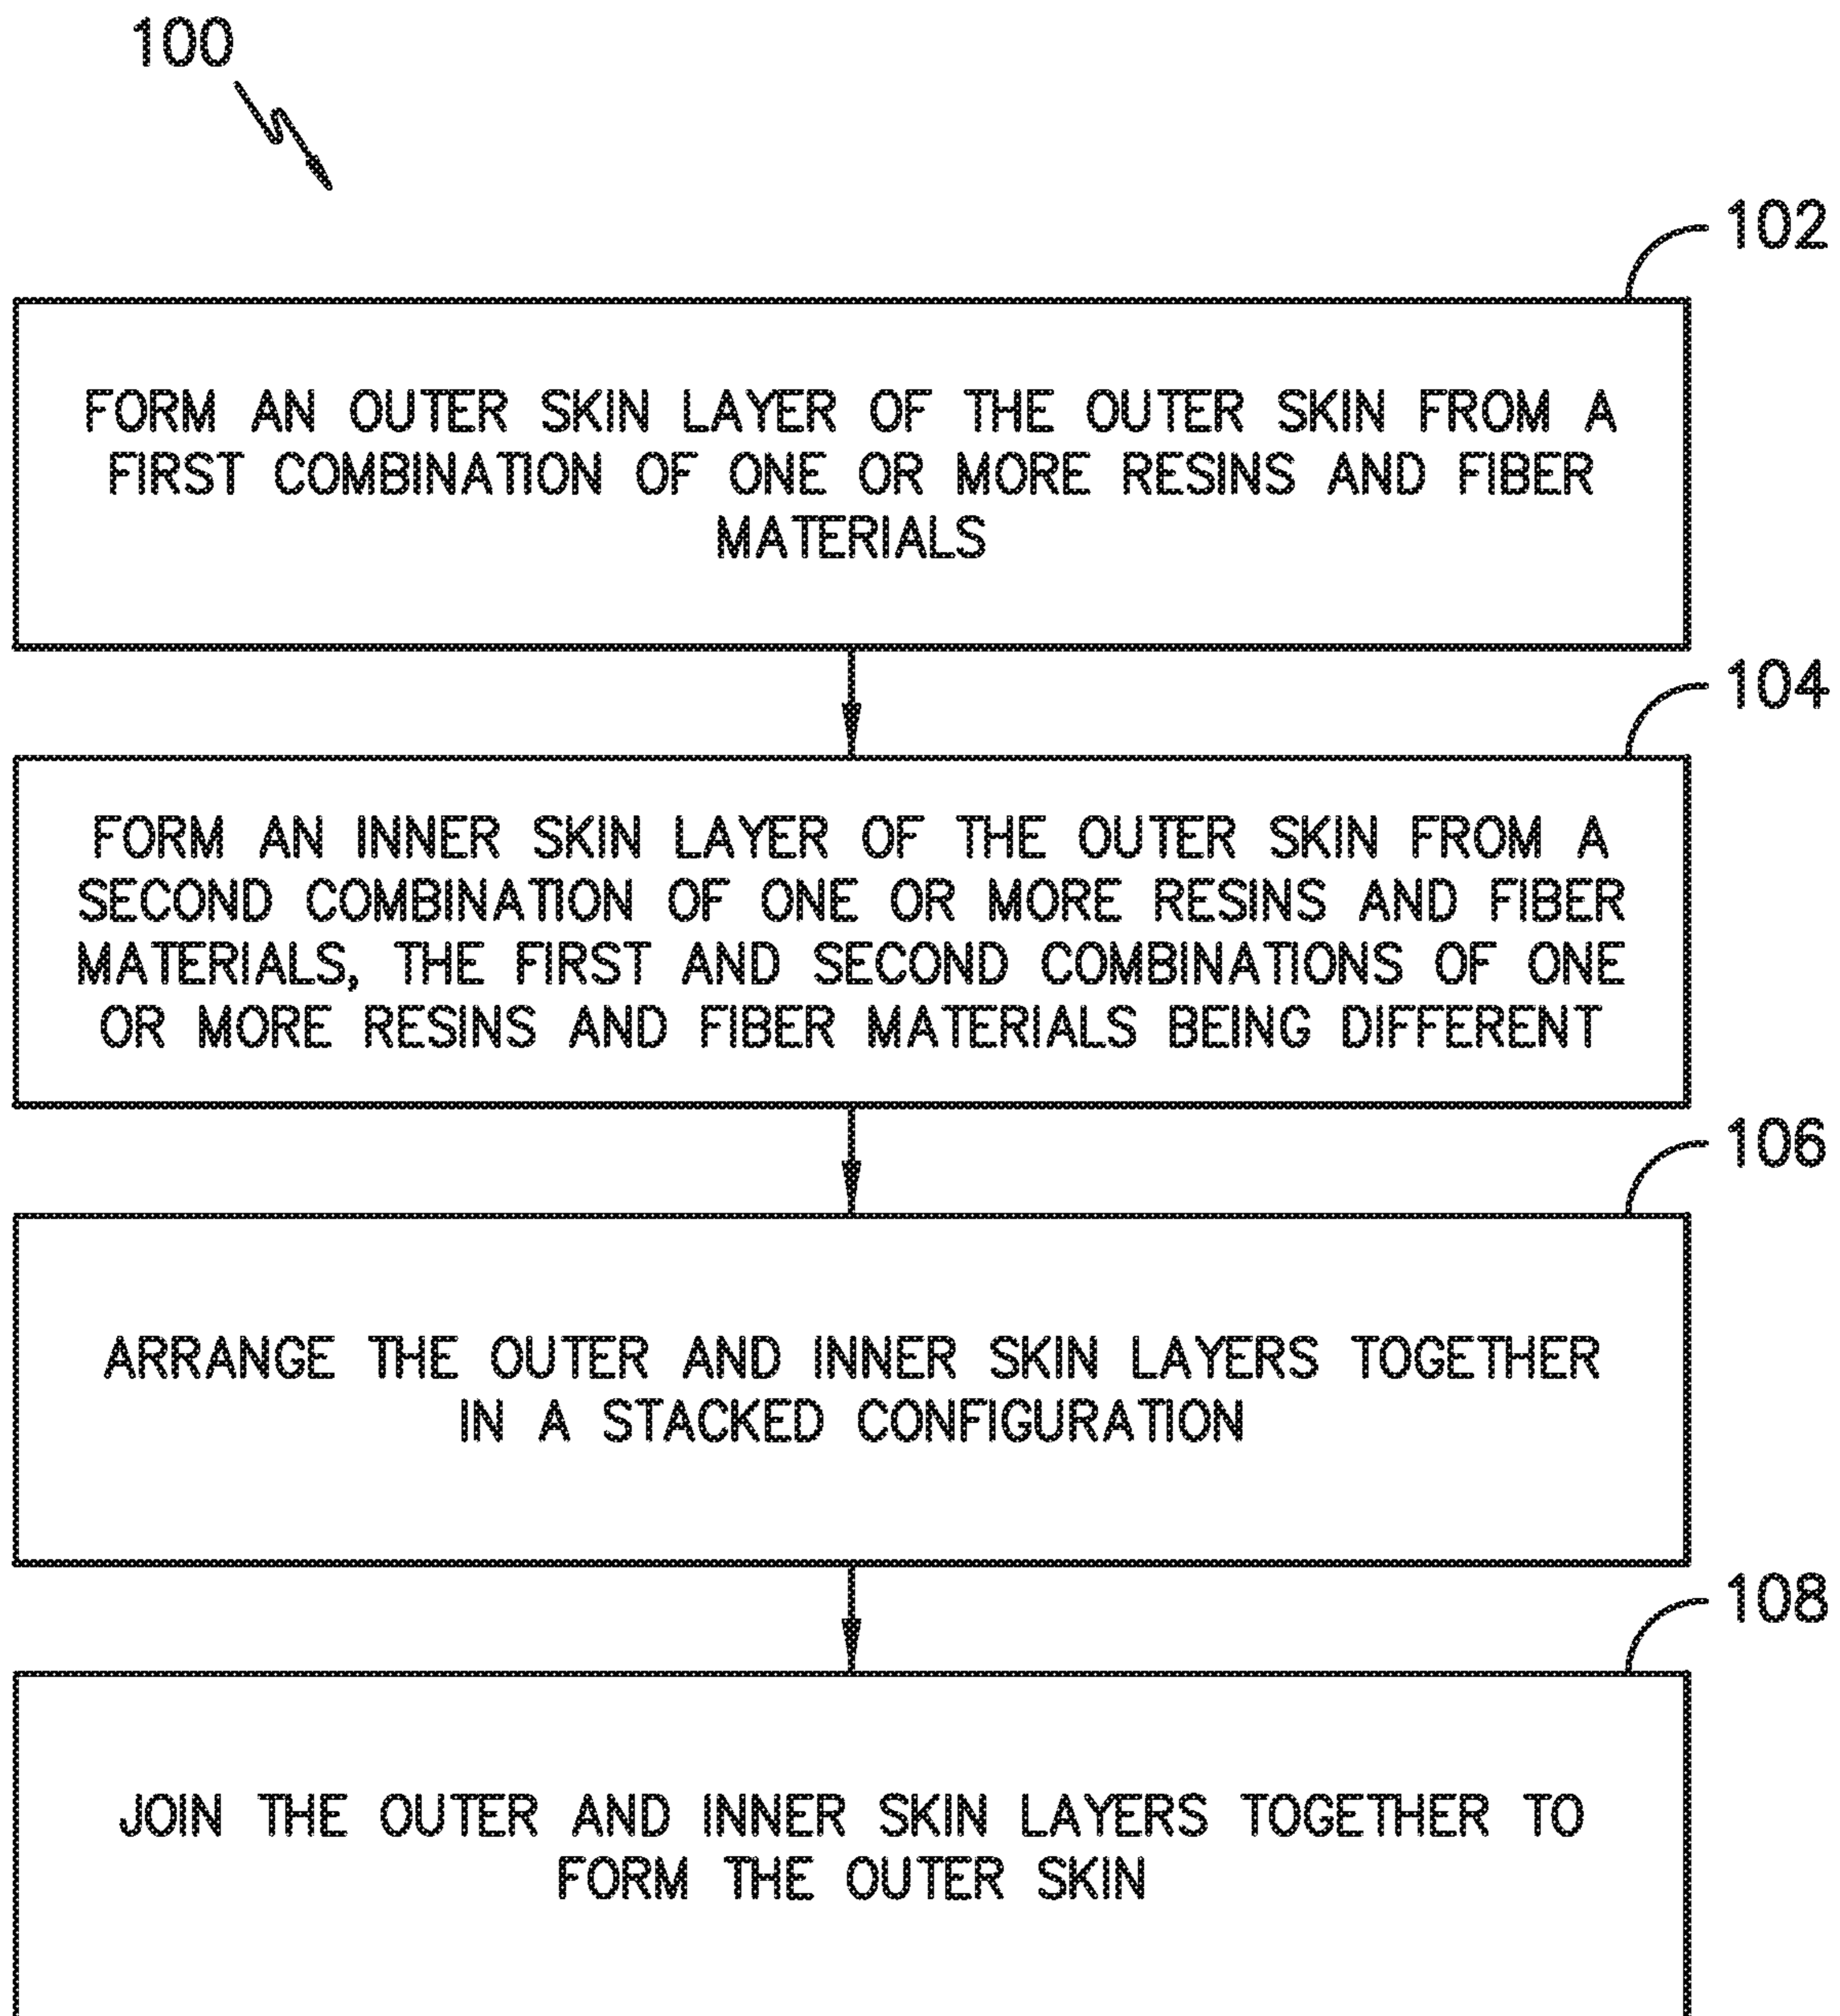 100
102
FORM AN OUTER SKIN LAYER OF THE OUTER SKIN FROM A
FIRST COMBINATION OF ONE OR MORE RESINS AND FIBER
MATERIALS
104
FORM AN INNER SKIN LAYER OF THE OUTER SKIN FROM A
SECOND COMBINATION OF ONE OR MORE RESINS AND FIBER
MATERIALS, THE FIRST AND SECOND COMBINATIONS OF ONE
OR MORE RESINS AND FIBER MATERIALS BEING DIFFERENT
106
ARRANGE THE OUTER AND INNER SKIN LAYERS TOGETHER
IN A STACKED CONFIGURATION
108
JOIN THE OUTER AND INNER SKIN LAYERS TOGETHER TO
FORM THE OUTER SKIN